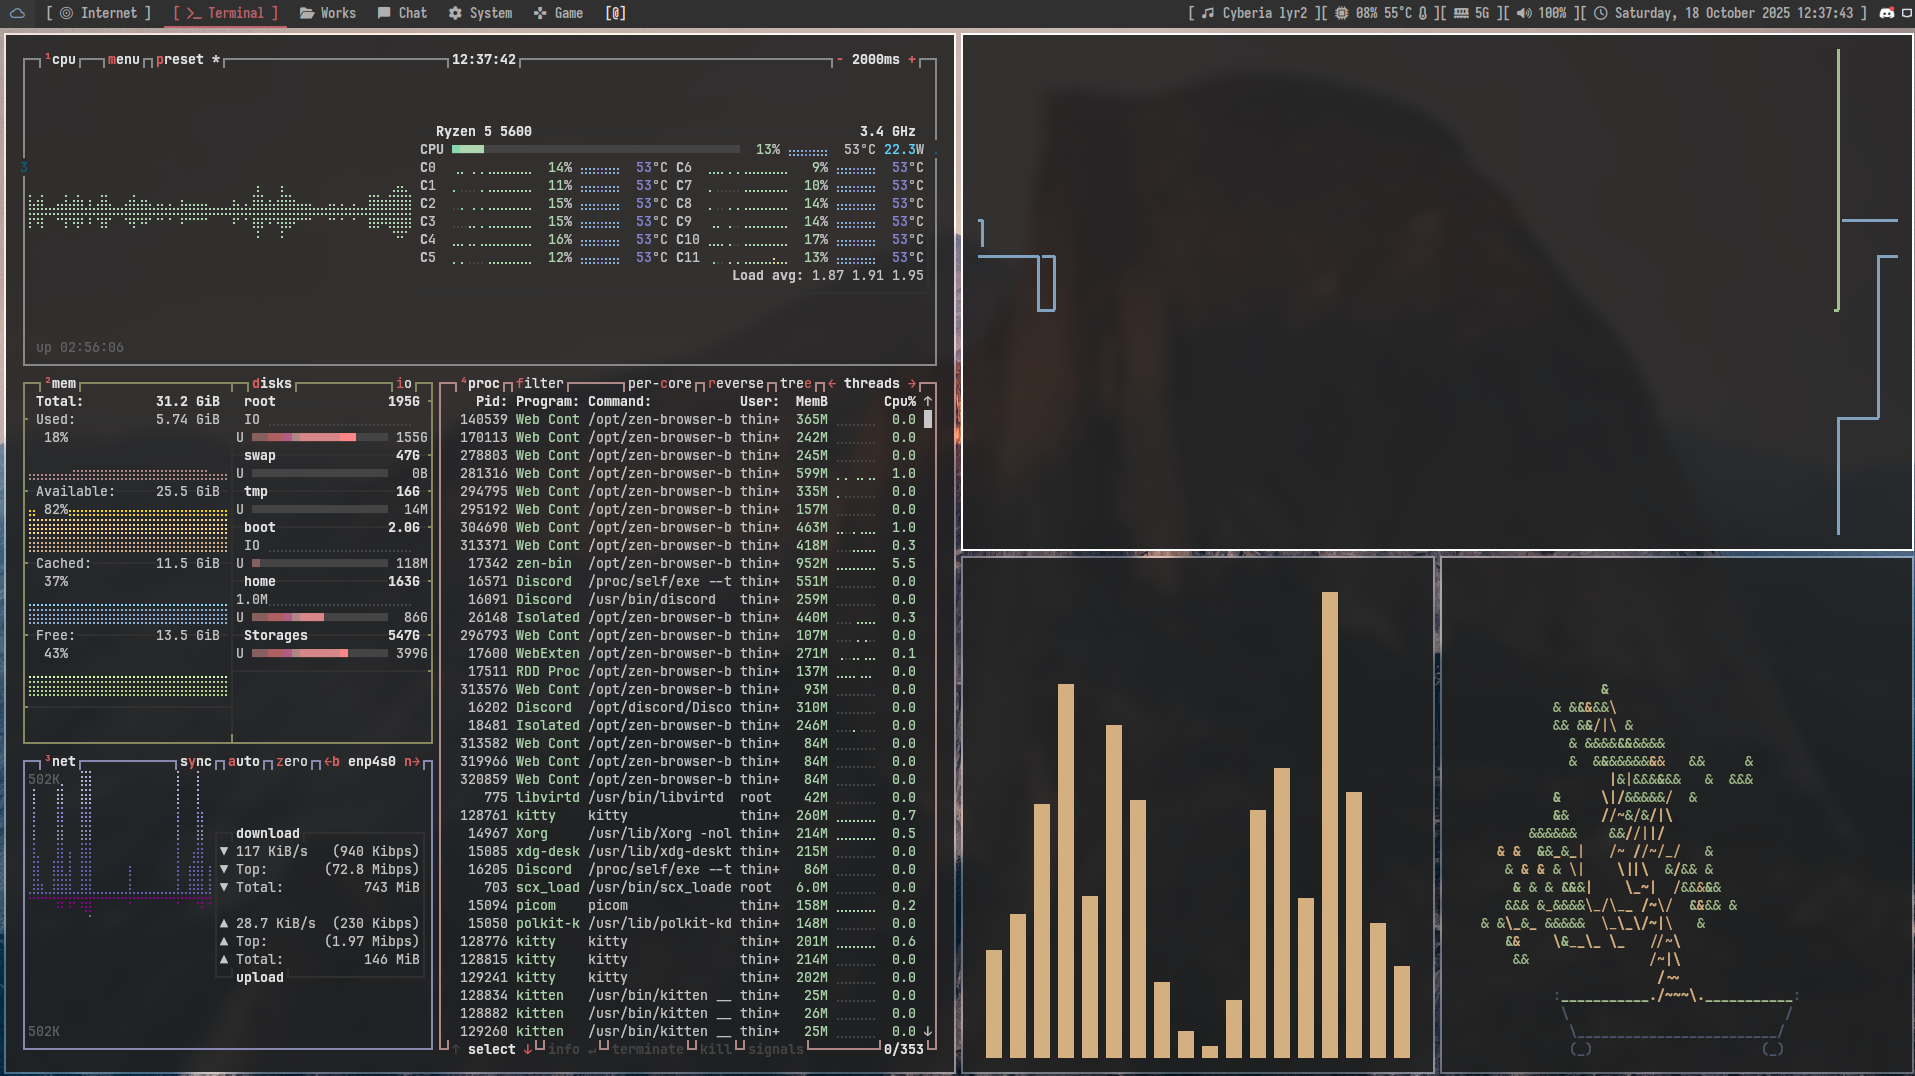 [ Internet ] [ Terminal ] Works Chat System Game [@] [ Cyberia lyr2 ][ 08% 55°C ][ 5G ][ 100% ][ Saturday, 18 October 2025 12:37:43 ]
¹cpu menu preset * 12:37:42 - 2000ms +
Ryzen 5 5600 3.4 GHz
CPU 13% 53°C 22.3W
C0 14% 53°C C6 9% 53°C
C1 11% 53°C C7 10% 53°C
C2 15% 53°C C8 14% 53°C
C3 15% 53°C C9 14% 53°C
C4 16% 53°C C10 17% 53°C
C5 12% 53°C C11 13% 53°C
Load avg: 1.87 1.91 1.95
up 02:56:06
²mem disks io
Total: 31.2 GiB
Used: 5.74 GiB
18%
Available: 25.5 GiB
82%
Cached: 11.5 GiB
37%
Free: 13.5 GiB
43%
root 195G
IO
U 155G
swap 47G
U 0B
tmp 16G
U 14M
boot 2.0G
IO
U 118M
home 163G
1.0M
U 86G
Storages 547G
U 399G
³net sync auto zero ←b enp4s0 n→
502K
download
▼ 117 KiB/s (940 Kibps)
▼ Top: (72.8 Mibps)
▼ Total: 743 MiB
▲ 28.7 KiB/s (230 Kibps)
▲ Top: (1.97 Mibps)
▲ Total: 146 MiB
upload
502K
⁴proc filter per-core reverse tree ← threads →
Pid: Program: Command: User: MemB Cpu% ↑
140539 Web Cont /opt/zen-browser-b thin+ 365M 0.0
170113 Web Cont /opt/zen-browser-b thin+ 242M 0.0
278803 Web Cont /opt/zen-browser-b thin+ 245M 0.0
281316 Web Cont /opt/zen-browser-b thin+ 599M 1.0
294795 Web Cont /opt/zen-browser-b thin+ 335M 0.0
295192 Web Cont /opt/zen-browser-b thin+ 157M 0.0
304690 Web Cont /opt/zen-browser-b thin+ 463M 1.0
313371 Web Cont /opt/zen-browser-b thin+ 418M 0.3
17342 zen-bin /opt/zen-browser-b thin+ 952M 5.5
16571 Discord /proc/self/exe --t thin+ 551M 0.0
16091 Discord /usr/bin/discord thin+ 259M 0.0
26148 Isolated /opt/zen-browser-b thin+ 440M 0.3
296793 Web Cont /opt/zen-browser-b thin+ 107M 0.0
17600 WebExten /opt/zen-browser-b thin+ 271M 0.1
17511 RDD Proc /opt/zen-browser-b thin+ 137M 0.0
313576 Web Cont /opt/zen-browser-b thin+ 93M 0.0
16202 Discord /opt/discord/Disco thin+ 310M 0.0
18481 Isolated /opt/zen-browser-b thin+ 246M 0.0
313582 Web Cont /opt/zen-browser-b thin+ 84M 0.0
319966 Web Cont /opt/zen-browser-b thin+ 84M 0.0
320859 Web Cont /opt/zen-browser-b thin+ 84M 0.0
775 libvirtd /usr/bin/libvirtd root 42M 0.0
128761 kitty kitty thin+ 260M 0.7
14967 Xorg /usr/lib/Xorg -nol thin+ 214M 0.5
15085 xdg-desk /usr/lib/xdg-deskt thin+ 215M 0.0
16205 Discord /proc/self/exe --t thin+ 86M 0.0
703 scx_load /usr/bin/scx_loade root 6.0M 0.0
15094 picom picom thin+ 158M 0.2
15050 polkit-k /usr/lib/polkit-kd thin+ 148M 0.0
128776 kitty kitty thin+ 201M 0.6
128815 kitty kitty thin+ 214M 0.0
129241 kitty kitty thin+ 202M 0.0
128834 kitten /usr/bin/kitten __ thin+ 25M 0.0
128882 kitten /usr/bin/kitten __ thin+ 26M 0.0
129260 kitten /usr/bin/kitten __ thin+ 25M 0.0 ↓
↑ select ↓ info ↵ terminate kill signals 0/353